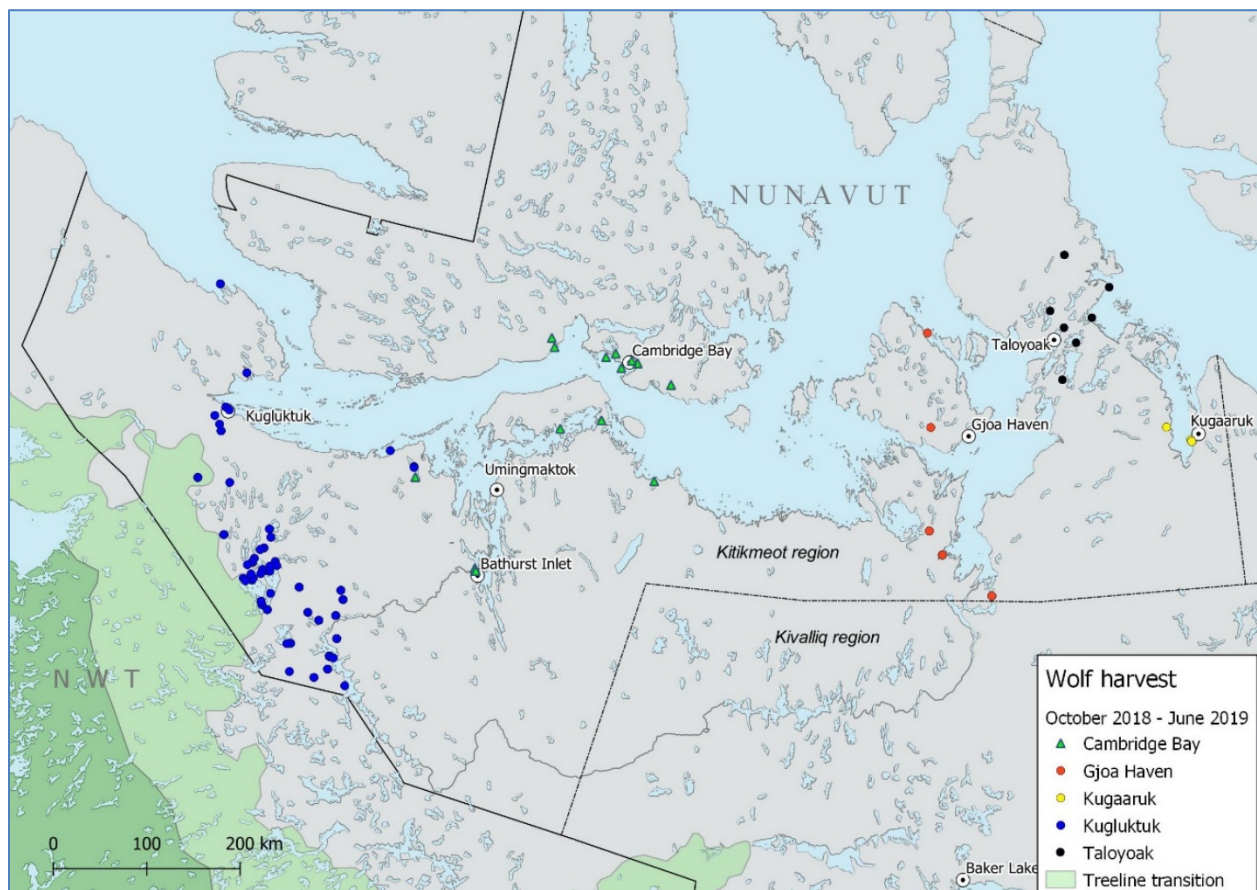 NUNAVUT
Cambridge Bay
Taloyoak
Kugluktuk
Gjoa Haven
Kugaaruk
Umingmaktok
Kitikmeot region
Bathurst Inlet
Kivalliq region
NWT
Wolf harvest
October 2018 - June 2019
Cambridge Bay
Gjoa Haven
Kugaaruk
Kugluktuk
Taloyoak
Treeline transition
0 100 200 km
Baker Lake